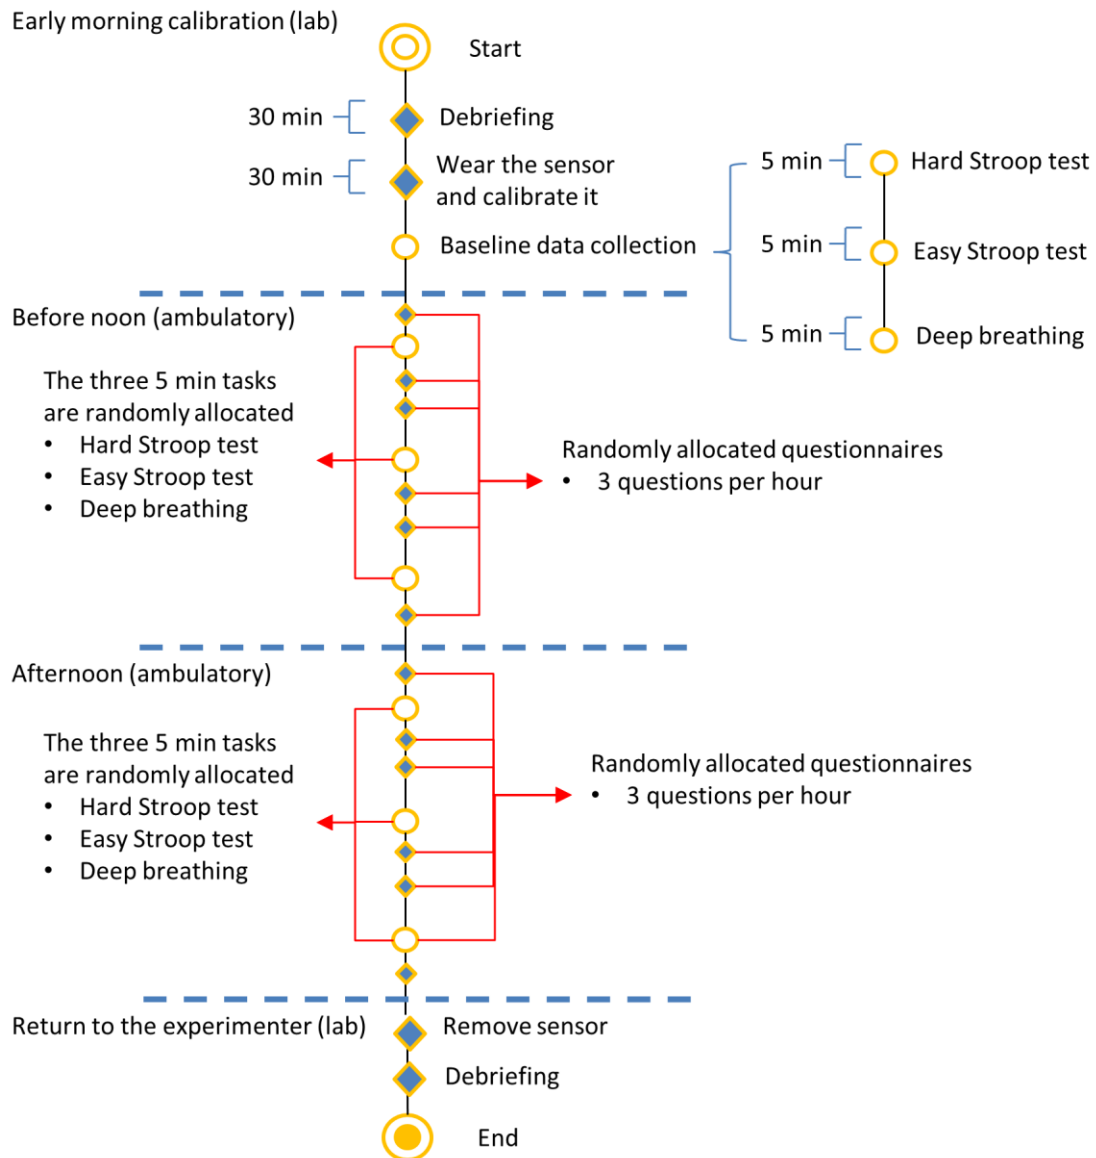 Early morning calibration (lab)
Start
30 min
Debriefing
30 min
Wear the sensor
and calibrate it
Baseline data collection
5 min
Hard Stroop test
5 min
Easy Stroop test
5 min
Deep breathing
Before noon (ambulatory)
The three 5 min tasks
are randomly allocated
• Hard Stroop test
• Easy Stroop test
• Deep breathing
Randomly allocated questionnaires
• 3 questions per hour
Afternoon (ambulatory)
The three 5 min tasks
are randomly allocated
• Hard Stroop test
• Easy Stroop test
• Deep breathing
Randomly allocated questionnaires
• 3 questions per hour
Return to the experimenter (lab)
Remove sensor
Debriefing
End